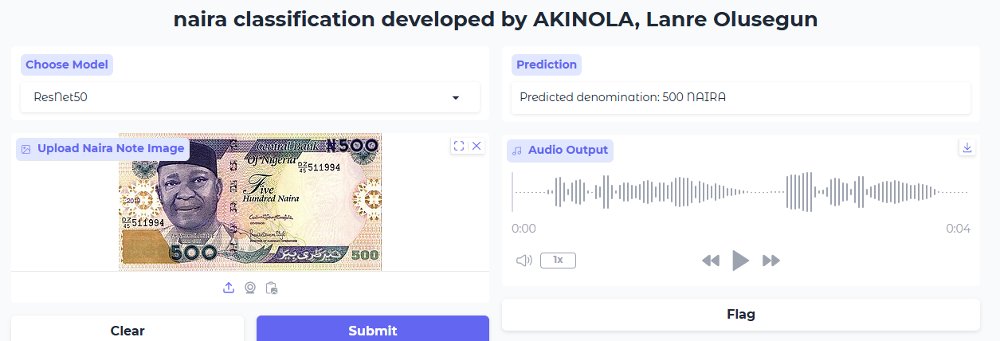 naira classification developed by AKINOLA, Lanre Olusegun
Choose Model
ResNet50
Upload Naira Note Image
Central Bank
Of Nigeria
₦500
DZ/45 511994
Five
Hundred Naira
DZ/45 511994
GOVERNOR
500
500
Prediction
Predicted denomination: 500 NAIRA
Audio Output
0:00
0:04
1x
Clear
Submit
Flag